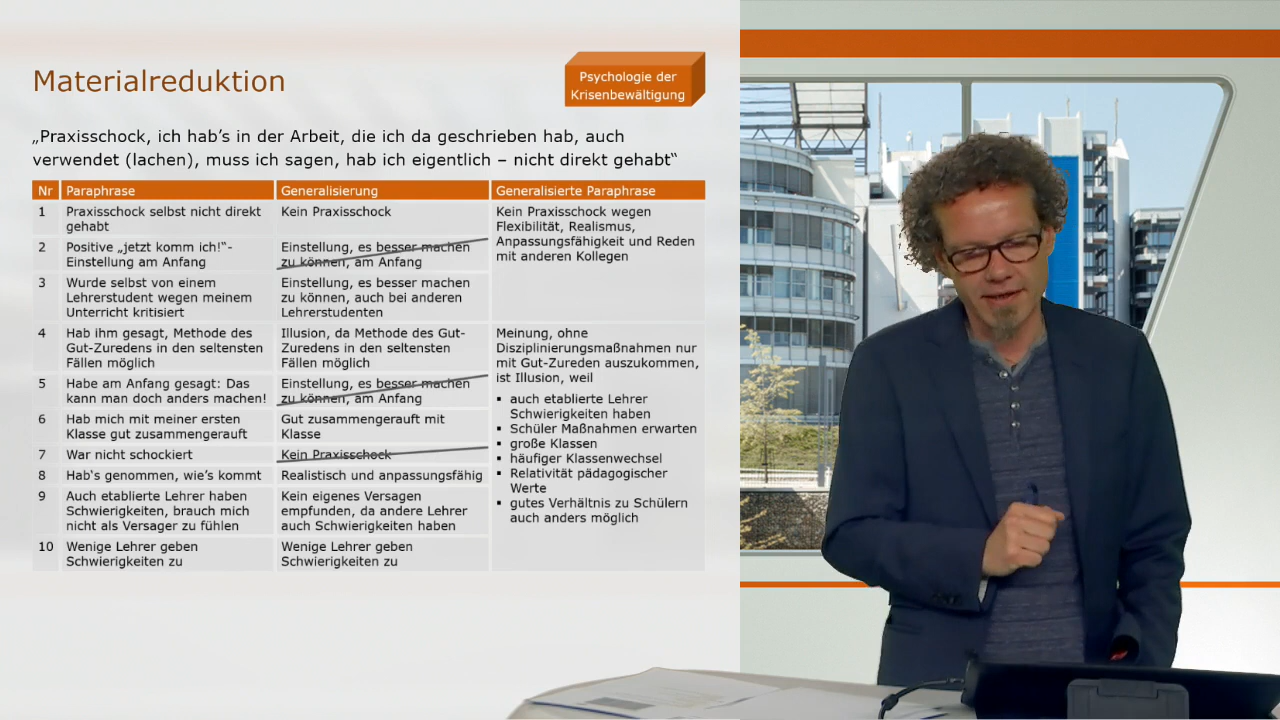 Materialreduktion
Psychologie der
Krisenbewältigung
„Praxisschock, ich hab’s in der Arbeit, die ich da geschrieben hab, auch
verwendet (lachen), muss ich sagen, hab ich eigentlich – nicht direkt gehabt“
Nr Paraphrase Generalisierung Generalisierte Paraphrase
1 Praxisschock selbst nicht direkt
gehabt
Kein Praxisschock
Kein Praxisschock wegen
Flexibilität, Realismus,
Anpassungsfähigkeit und Reden
mit anderen Kollegen
2 Positive „jetzt komm ich!“-
Einstellung am Anfang
Einstellung, es besser machen
zu können, am Anfang
3 Wurde selbst von einem
Lehrerstudent wegen meinem
Unterricht kritisiert
Einstellung, es besser machen
zu können, auch bei anderen
Lehrerstudenten
4 Hab ihm gesagt, Methode des
Gut-Zuredens in den seltensten
Fällen möglich
Illusion, da Methode des Gut-
Zuredens in den seltensten
Fällen möglich
Meinung, ohne
Disziplinierungsmaßnahmen nur
mit Gut-Zureden auszukommen,
ist Illusion, weil
▪ auch etablierte Lehrer
Schwierigkeiten haben
▪ Schüler Maßnahmen erwarten
▪ große Klassen
▪ häufiger Klassenwechsel
▪ Relativität pädagogischer
Werte
▪ gutes Verhältnis zu Schülern
auch anders möglich
5 Habe am Anfang gesagt: Das
kann man doch anders machen!
Einstellung, es besser machen
zu können, am Anfang
6 Hab mich mit meiner ersten
Klasse gut zusammengerauft
Gut zusammengerauft mit
Klasse
7 War nicht schockiert
Kein Praxisschock
8 Hab‘s genommen, wie’s kommt
Realistisch und anpassungsfähig
9 Auch etablierte Lehrer haben
Schwierigkeiten, brauch mich
nicht als Versager zu fühlen
Kein eigenes Versagen
empfunden, da andere Lehrer
auch Schwierigkeiten haben
10 Wenige Lehrer geben
Schwierigkeiten zu
Wenige Lehrer geben
Schwierigkeiten zu